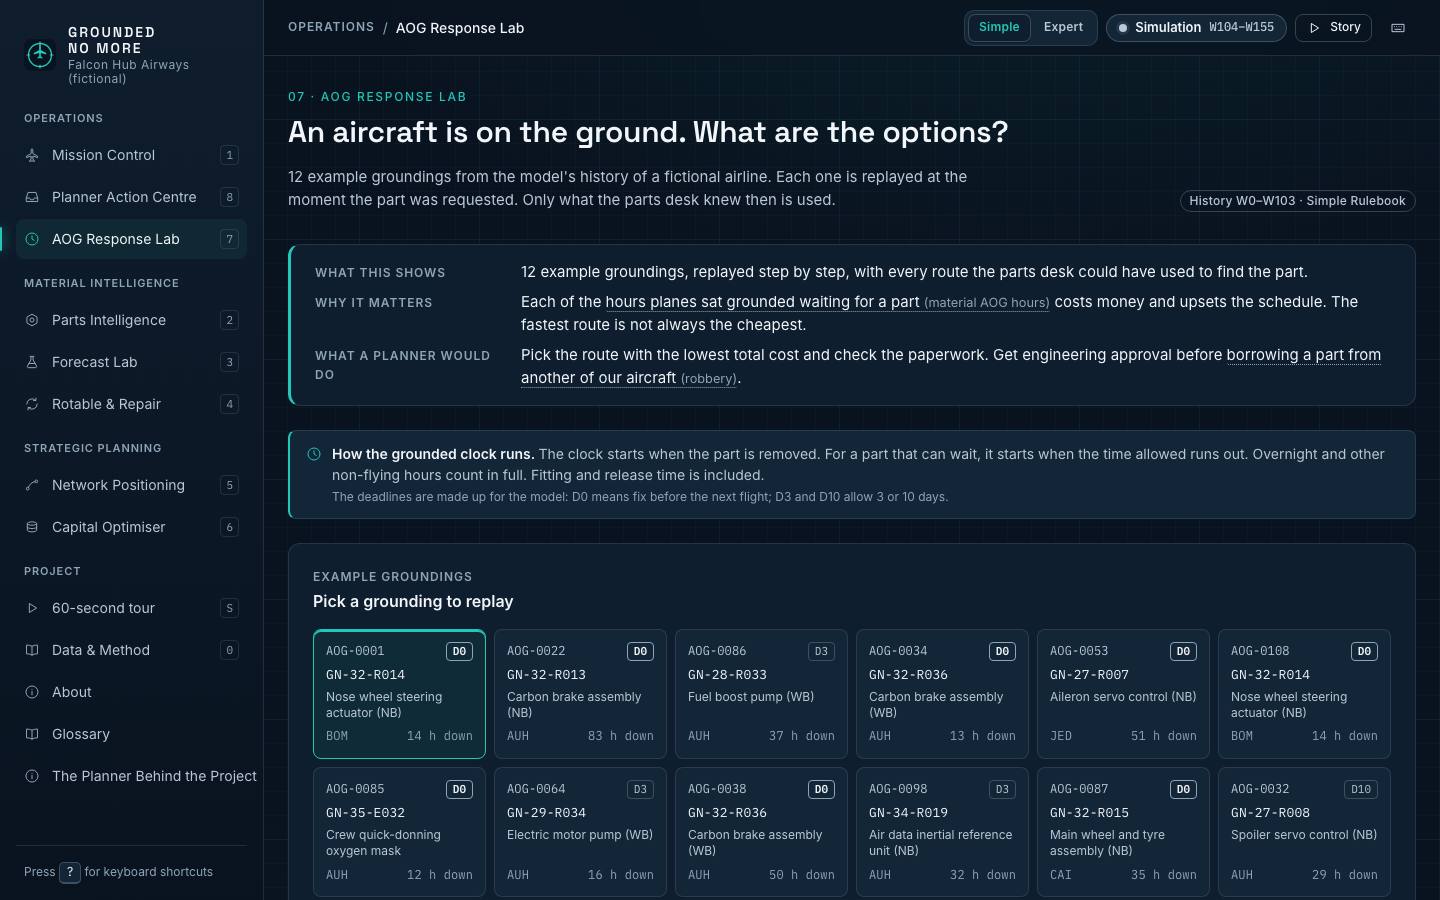 GROUNDED
NO MORE
Falcon Hub Airways
(fictional)
OPERATIONS
Mission Control 1
Planner Action Centre 8
AOG Response Lab 7
MATERIAL INTELLIGENCE
Parts Intelligence 2
Forecast Lab 3
Rotable & Repair 4
STRATEGIC PLANNING
Network Positioning 5
Capital Optimiser 6
PROJECT
60-second tour S
Data & Method 0
About
Glossary
The Planner Behind the Project
Press ? for keyboard shortcuts
OPERATIONS / AOG Response Lab
Simple Expert Simulation W104–W155 Story
07 · AOG RESPONSE LAB
An aircraft is on the ground. What are the options?
12 example groundings from the model's history of a fictional airline. Each one is replayed at the
moment the part was requested. Only what the parts desk knew then is used.
History W0–W103 · Simple Rulebook
WHAT THIS SHOWS
12 example groundings, replayed step by step, with every route the parts desk could have used to find the part.
WHY IT MATTERS
Each of the hours planes sat grounded waiting for a part (material AOG hours) costs money and upsets the schedule. The
fastest route is not always the cheapest.
WHAT A PLANNER WOULD
DO
Pick the route with the lowest total cost and check the paperwork. Get engineering approval before borrowing a part from
another of our aircraft (robbery).
How the grounded clock runs. The clock starts when the part is removed. For a part that can wait, it starts when the time allowed runs out. Overnight and other
non-flying hours count in full. Fitting and release time is included.
The deadlines are made up for the model: D0 means fix before the next flight; D3 and D10 allow 3 or 10 days.
EXAMPLE GROUNDINGS
Pick a grounding to replay
AOG-0001 D0
GN-32-R014
Nose wheel steering
actuator (NB)
BOM 14 h down
AOG-0022 D0
GN-32-R013
Carbon brake assembly
(NB)
AUH 83 h down
AOG-0086 D3
GN-28-R033
Fuel boost pump (WB)
AUH 37 h down
AOG-0034 D0
GN-32-R036
Carbon brake assembly
(WB)
AUH 13 h down
AOG-0053 D0
GN-27-R007
Aileron servo control (NB)
JED 51 h down
AOG-0108 D0
GN-32-R014
Nose wheel steering
actuator (NB)
BOM 14 h down
AOG-0085 D0
GN-35-E032
Crew quick-donning
oxygen mask
AUH 12 h down
AOG-0064 D3
GN-29-R034
Electric motor pump (WB)
AUH 16 h down
AOG-0038 D0
GN-32-R036
Carbon brake assembly
(WB)
AUH 50 h down
AOG-0098 D3
GN-34-R019
Air data inertial reference
unit (NB)
AUH 32 h down
AOG-0087 D0
GN-32-R015
Main wheel and tyre
assembly (NB)
CAI 35 h down
AOG-0032 D10
GN-27-R008
Spoiler servo control (NB)
AUH 29 h down